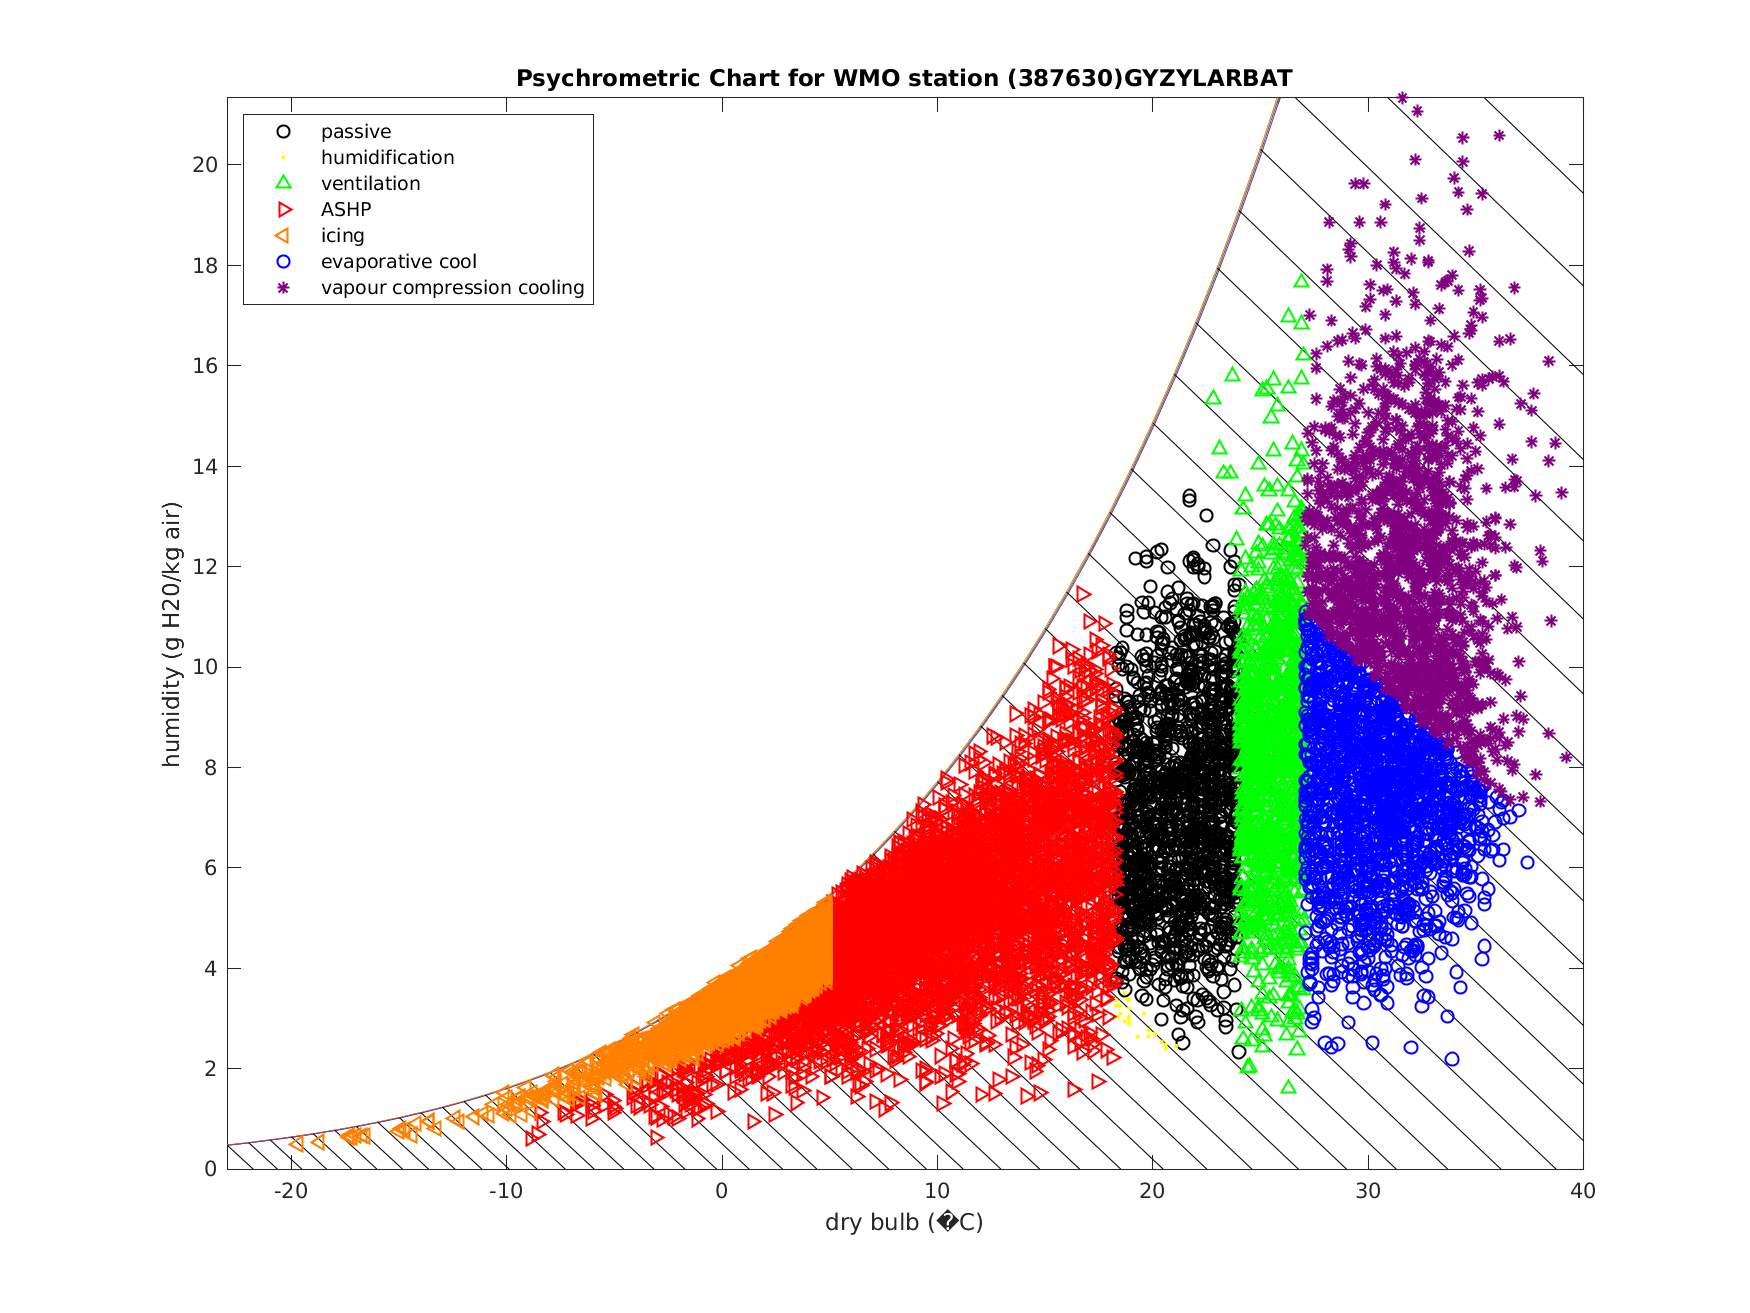 Psychrometric Chart for WMO station (387630)GYZYLARBAT
passive
humidification
ventilation
ASHP
icing
evaporative cool
vapour compression cooling
humidity (g H20/kg air)
20
18
16
14
12
10
8
6
4
2
0
-20
-10
0
10
20
30
40
dry bulb (�C)